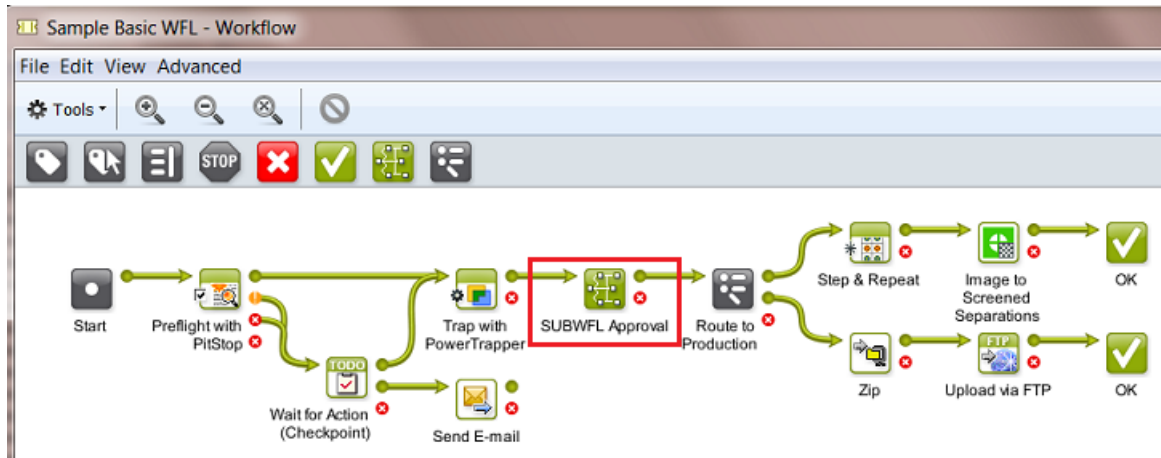 Sample Basic WFL - Workflow
File Edit View Advanced
Tools
STOP
Start
Preflight with
PitStop
TODO
Wait for Action
(Checkpoint)
Trap with
PowerTrapper
Send E-mail
SUBWFL Approval
Route to
Production
Step & Repeat
Image to
Screened
Separations
OK
Zip
FTP
Upload via FTP
OK